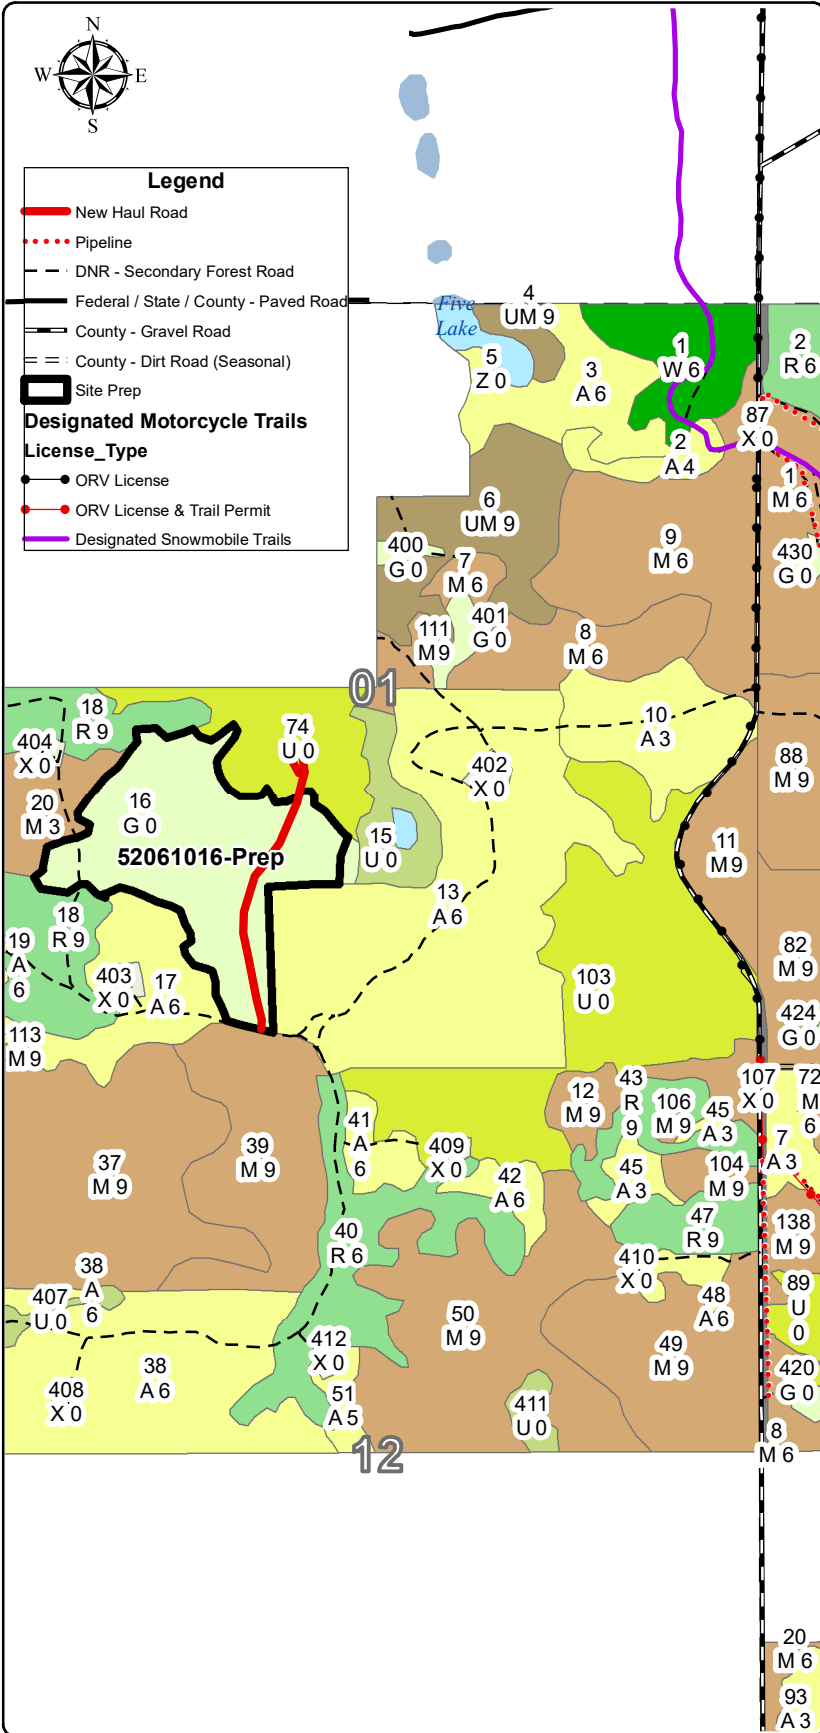 N
W
E
S
Legend
New Haul Road
Pipeline
DNR - Secondary Forest Road
Federal / State / County - Paved Road
County - Gravel Road
County - Dirt Road (Seasonal)
Site Prep
Designated Motorcycle Trails
License_Type
ORV License
ORV License & Trail Permit
Designated Snowmobile Trails
Five
Lake
4
UM 9
5
Z 0
3
A 6
1
W 6
2
R 6
87
X 0
2
A 4
1
M 6
6
UM 9
9
M 6
400
G 0
7
M 6
430
G 0
401
G 0
111
M 9
8
M 6
01
18
R 9
74
U 0
10
A 3
404
X 0
402
X 0
88
M 9
20
M 3
16
G 0
52061016-Prep
15
U 0
11
M 9
13
A 6
18
R 9
19
A
6
403
X 0
17
A 6
103
U 0
82
M 9
424
G 0
113
M 9
12
M 9
43
R
9
106
M 9
45
A 3
107
X 0
72
M
6
41
A
6
409
X 0
7
A 3
37
M 9
39
M 9
42
A 6
45
A 3
104
M 9
40
R 6
47
R 9
138
M 9
410
X 0
38
A
6
407
U 0
48
A 6
89
U
0
50
M 9
49
M 9
412
X 0
38
A 6
408
X 0
51
A 5
411
U 0
420
G 0
8
M 6
12
20
M 6
93
A 3